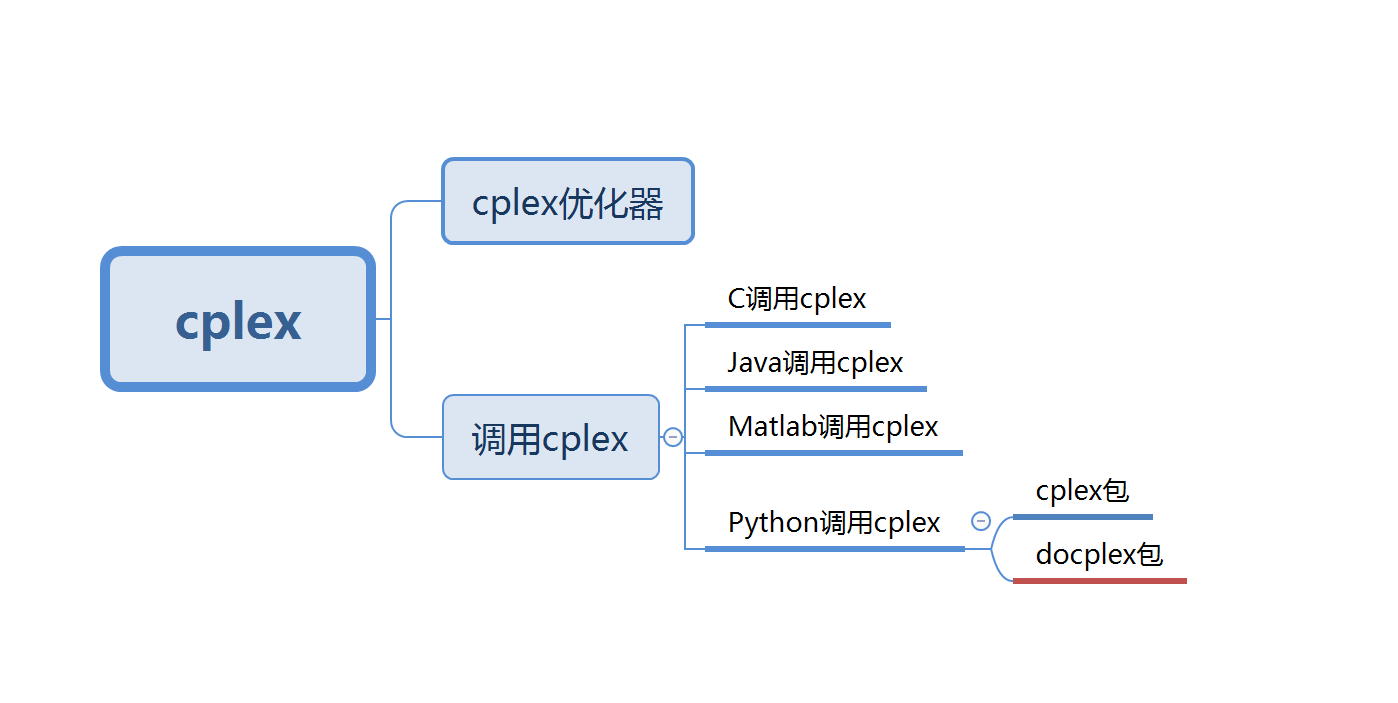 cplex
cplex优化器
调用cplex
C调用cplex
Java调用cplex
Matlab调用cplex
Python调用cplex
cplex包
docplex包